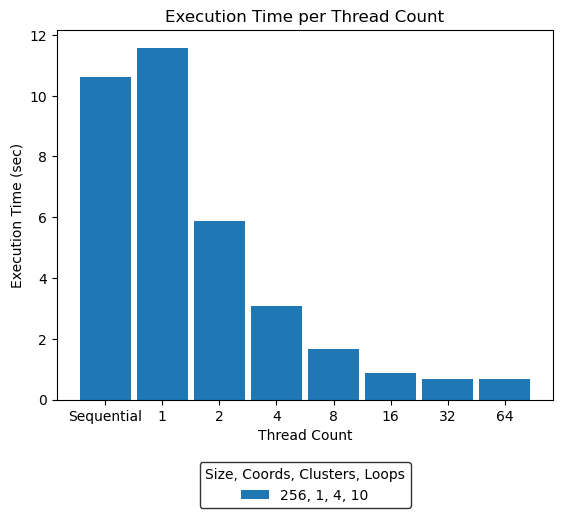 Execution Time per Thread Count
12
10
8
6
4
2
0
Execution Time (sec)
Sequential 1 2 4 8 16 32 64
Thread Count
Size, Coords, Clusters, Loops
256, 1, 4, 10